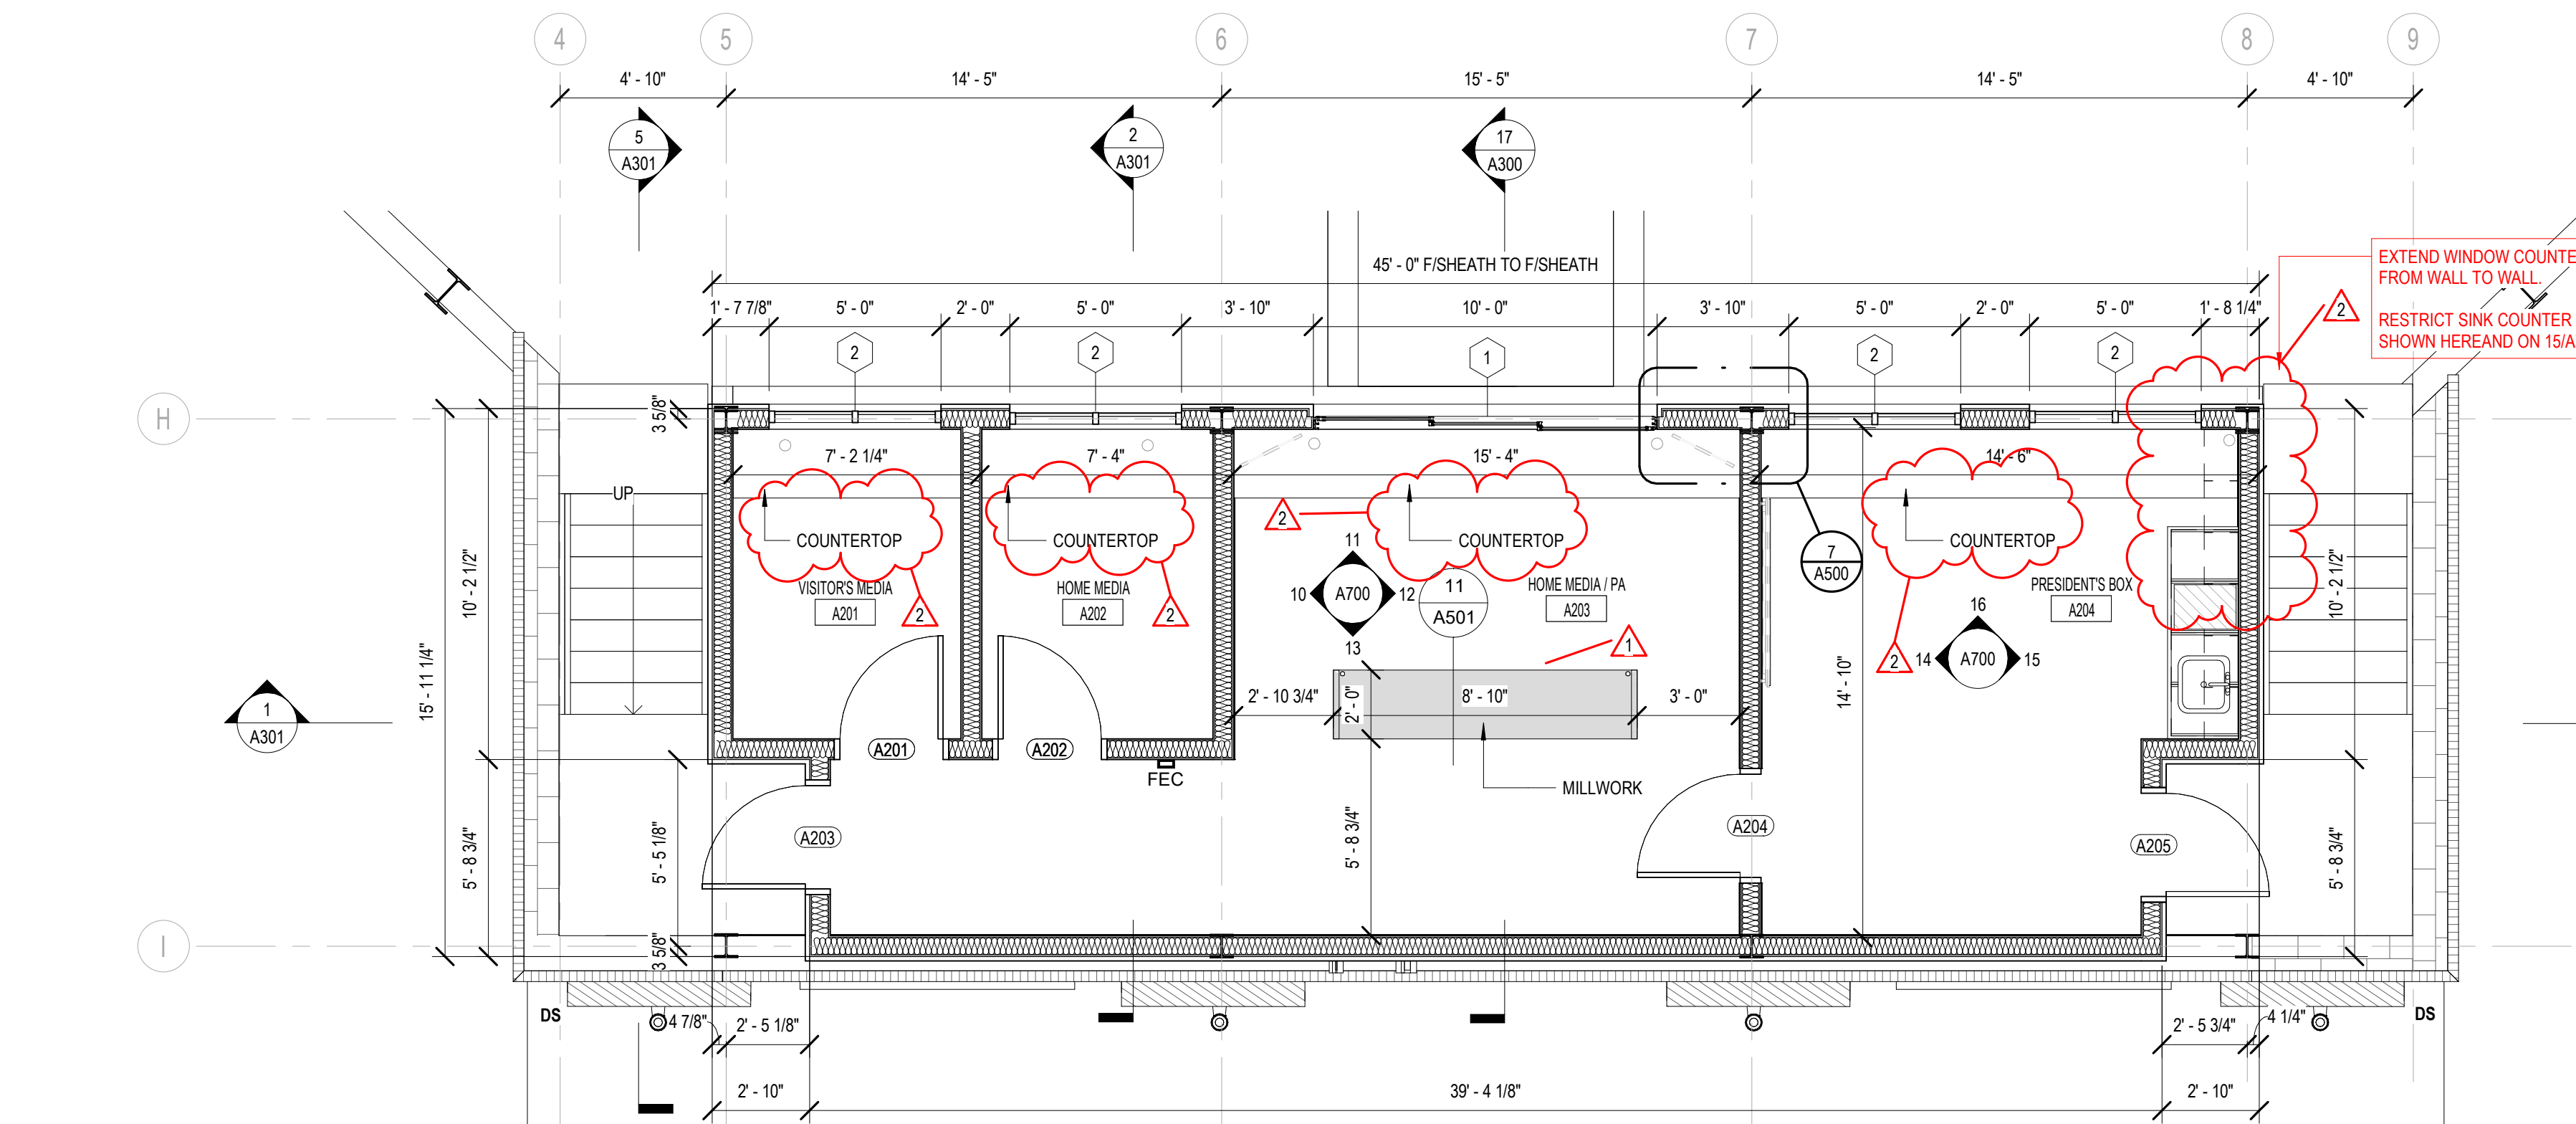 4 5 6 7 8 9
4' - 10" 14' - 5" 15' - 5" 14' - 5" 4' - 10"
5
A301
2
A301
17
A300
45' - 0" F/SHEATH TO F/SHEATH
EXTEND WINDOW
FROM WALL TO WALL.
RESTRICT SINK COUNTER
SHOWN HEREAND ON
2
1' - 7 7/8" 5' - 0" 2' - 0" 5' - 0" 3' - 10" 10' - 0" 3' - 10" 5' - 0" 2' - 0" 5' - 0" 1' - 8 1/4"
2 2 1 2 2
H
3 5/8"
7' - 2 1/4" 7' - 4" 15' - 4" 14' - 6"
UP
COUNTERTOP COUNTERTOP COUNTERTOP COUNTERTOP
2
7
A500
VISITOR'S MEDIA
A201
2
HOME MEDIA
A202
2
11
10 A700 12
13
11
A501
HOME MEDIA / PA
A203
1
PRESIDENT'S BOX
A204
16
14 A700 15
2
10' - 2 1/2"
15' - 11 1/4"
10' - 2 1/2"
14' - 10"
2' - 10 3/4" 2' - 0" 8' - 10" 3' - 0"
1
A301
A201 A202
FEC
MILLWORK
A203 A204 A205
5' - 8 3/4"
5' - 5 1/8"
5' - 8 3/4"
5' - 8 3/4"
I
3 5/8"
DS DS
4 7/8" 2' - 5 1/8" 2' - 5 3/4" 4 1/4"
2' - 10" 39' - 4 1/8" 2' - 10"